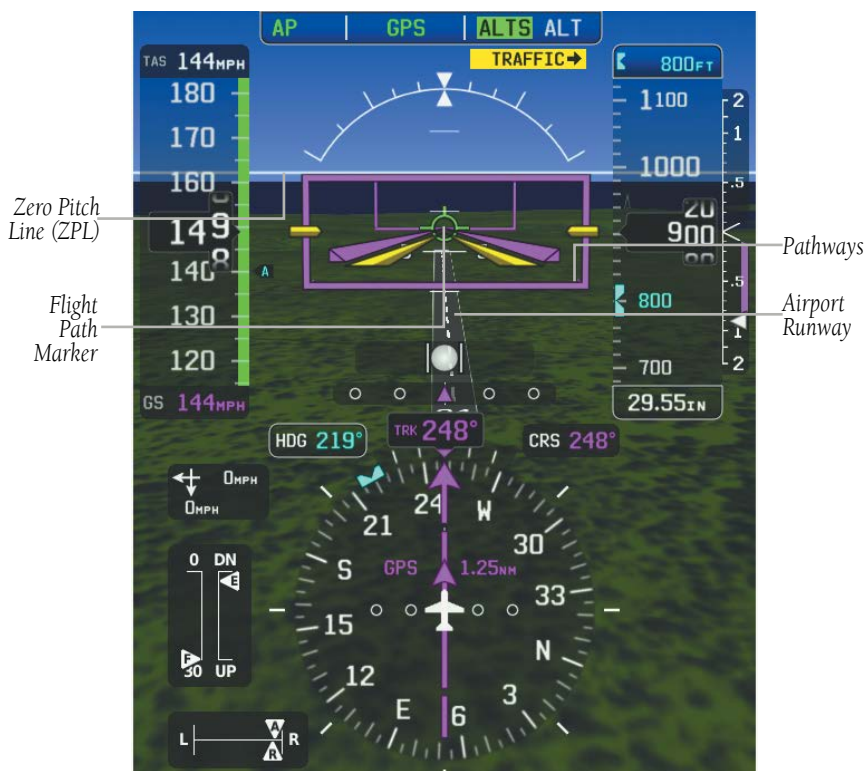 AP GPS ALTS ALT
TRAFFIC→
TAS 144MPH
800FT
180
170
160
149
8
140
130
120
A
GS 144MPH
1100
1000
20
900
800
700
29.55IN
2
1
.5
.5
1
2
Zero Pitch
Line (ZPL)
Flight
Path
Marker
Pathways
Airport
Runway
HDG 219°
TRK 248°
CRS 248°
0MPH
0MPH
21
24
W
30
33
N
3
6
E
12
15
S
GPS 1.25NM
0 DN
E
F
30 UP
L A R
R